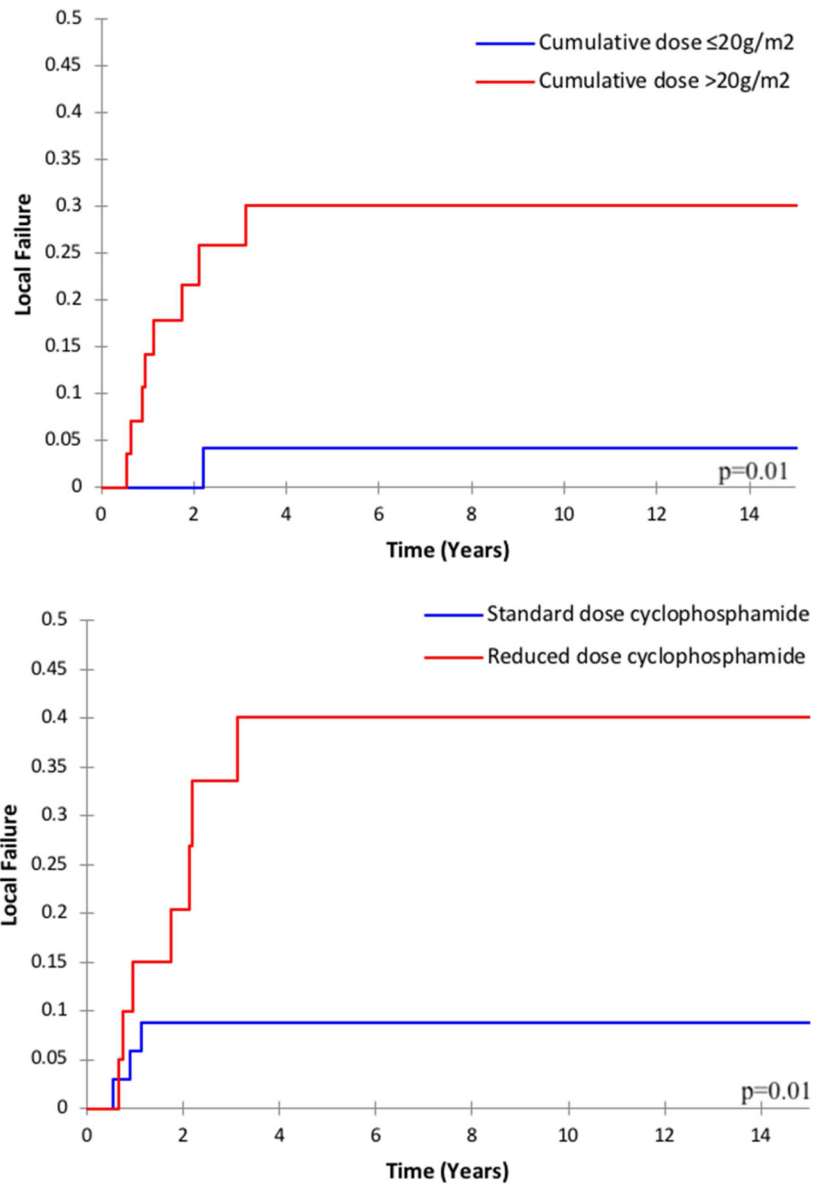 0.5
Cumulative dose ≤20g/m2
0.45
Cumulative dose >20g/m2
0.4
0.35
0.3
0.25
0.2
0.15
0.1
0.05
0
Local Failure
p=0.01
0 2 4 6 8 10 12 14
Time (Years)
0.5
Standard dose cyclophosphamide
0.45
Reduced dose cyclophosphamide
0.4
0.35
0.3
0.25
0.2
0.15
0.1
0.05
0
Local Failure
p=0.01
0 2 4 6 8 10 12 14
Time (Years)